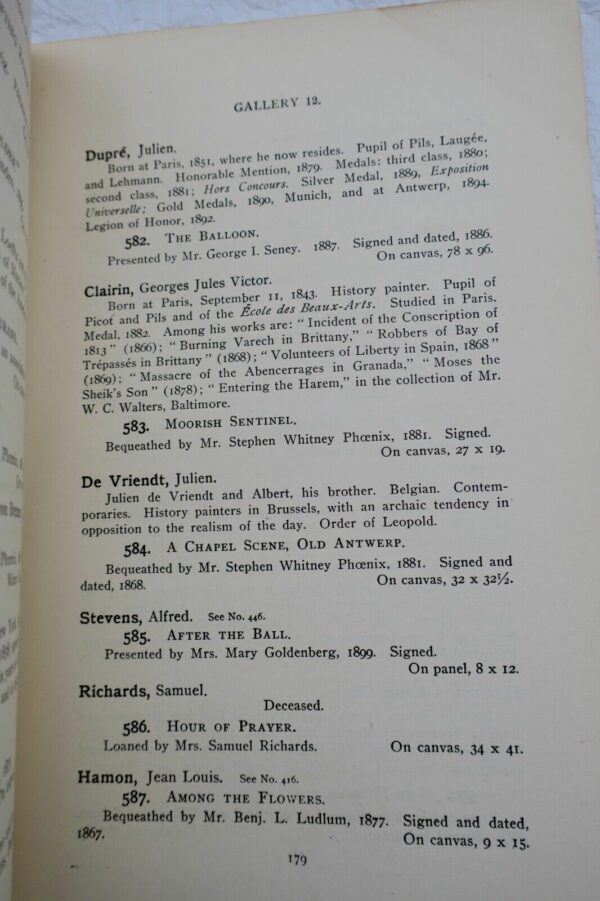 GALLERY 12.
Dupré, Julien.
Born at Paris, 1851, where he now resides. Pupil of Pils, Laugée,
and Lehmann. Honorable Mention, 1879. Medals: third class, 1880;
second class, 1881; Hors Concours. Silver Medal, 1889, Exposition
Universelle; Gold Medals, 1890, Munich, and at Antwerp, 1894.
Legion of Honor, 1892.
582. THE BALLOON.
Presented by Mr. George I. Seney. 1887. Signed and dated, 1886.
On canvas, 78 x 96.
Clairin, Georges Jules Victor.
Born at Paris, September 11, 1843. History painter. Pupil of
Picot and Pils and of the École des Beaux-Arts. Studied in Paris.
Medal, 1882. Among his works are: "Incident of the Conscription of
1813" (1866); "Burning Varech in Brittany," "Robbers of Bay of
Trépassés in Brittany" (1868); "Volunteers of Liberty in Spain, 1868"
(1869); "Massacre of the Abencerrages in Granada," "Moses the
Sheik's Son" (1878); "Entering the Harem," in the collection of Mr.
W. C. Walters, Baltimore.
583. MOORISH SENTINEL.
Bequeathed by Mr. Stephen Whitney Phœnix, 1881. Signed.
On canvas, 27 x 19.
De Vriendt, Julien.
Julien de Vriendt and Albert, his brother. Belgian. Contem-
poraries. History painters in Brussels, with an archaic tendency in
opposition to the realism of the day. Order of Leopold.
584. A CHAPEL SCENE, OLD ANTWERP.
Bequeathed by Mr. Stephen Whitney Phœnix, 1881. Signed and
dated, 1868. On canvas, 32 x 32½.
Stevens, Alfred. See No. 446.
585. AFTER THE BALL.
Presented by Mrs. Mary Goldenberg, 1899. Signed.
On panel, 8 x 12.
Richards, Samuel.
Deceased.
586. HOUR OF PRAYER.
Loaned by Mrs. Samuel Richards. On canvas, 34 x 41.
Hamon, Jean Louis. See No. 416.
587. AMONG THE FLOWERS.
Bequeathed by Mr. Benj. L. Ludlum, 1877. Signed and dated,
1867. On canvas, 9 x 15.
179